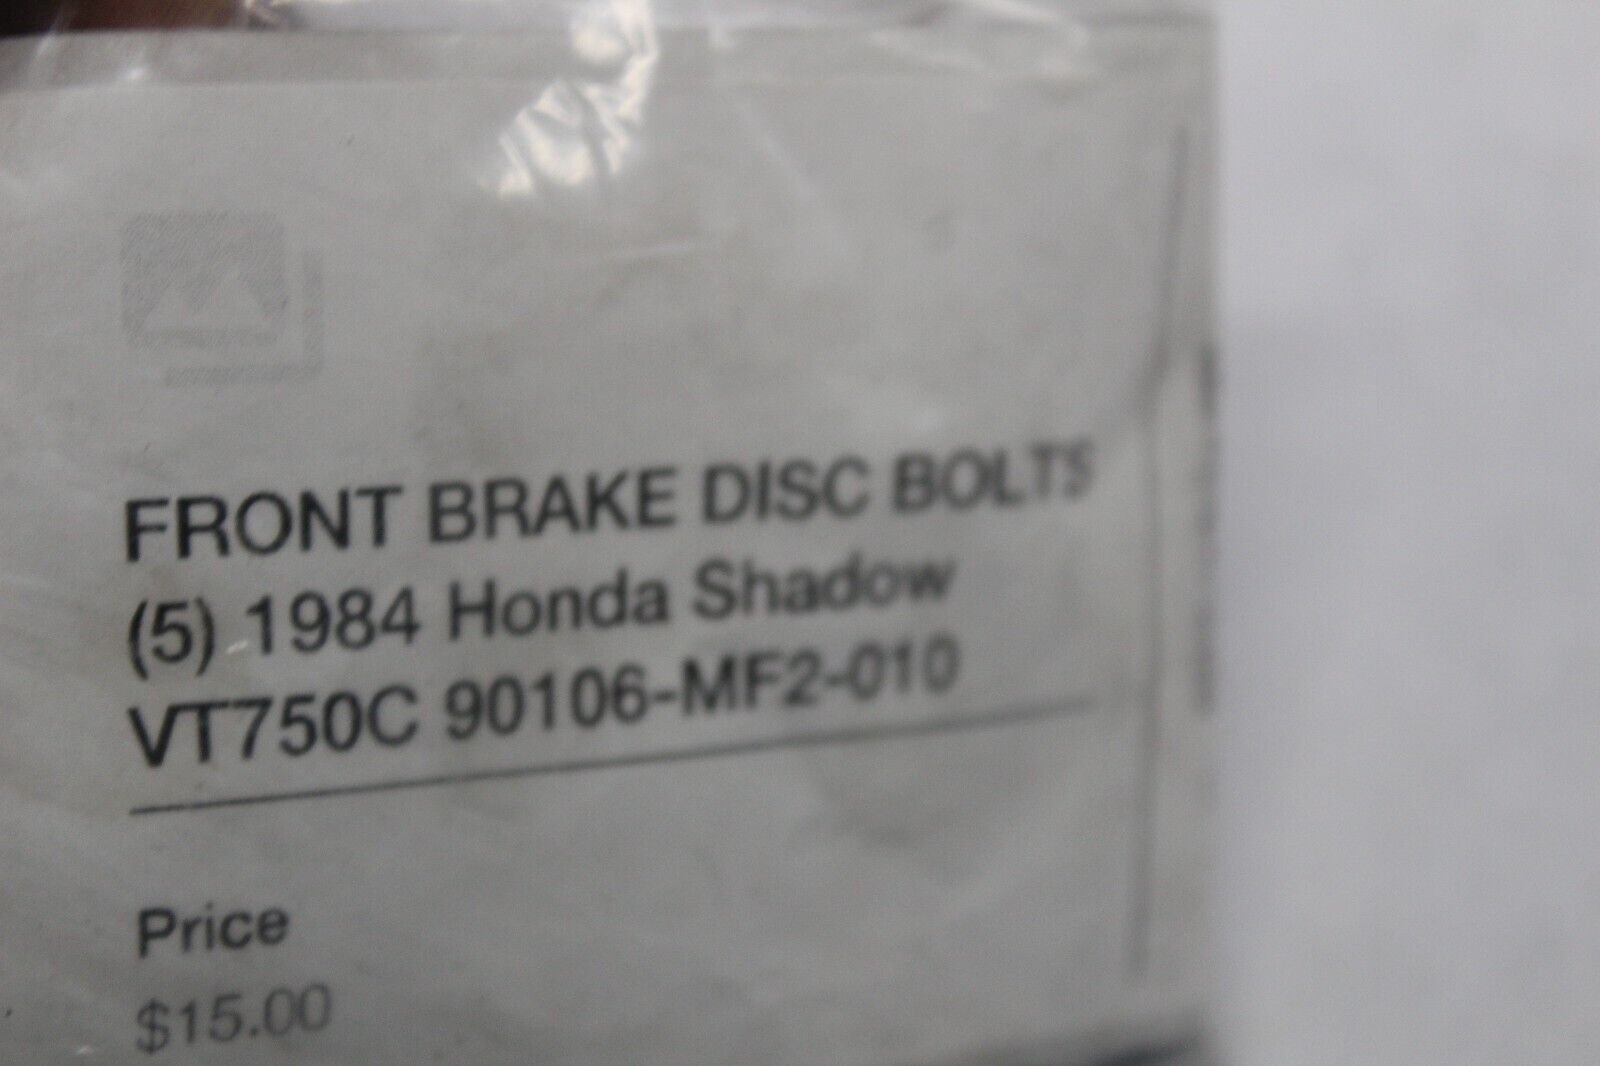 FRONT BRAKE DISC BOLTS
(5) 1984 Honda Shadow
VT750C 90106-MF2-010
Price
$15.00